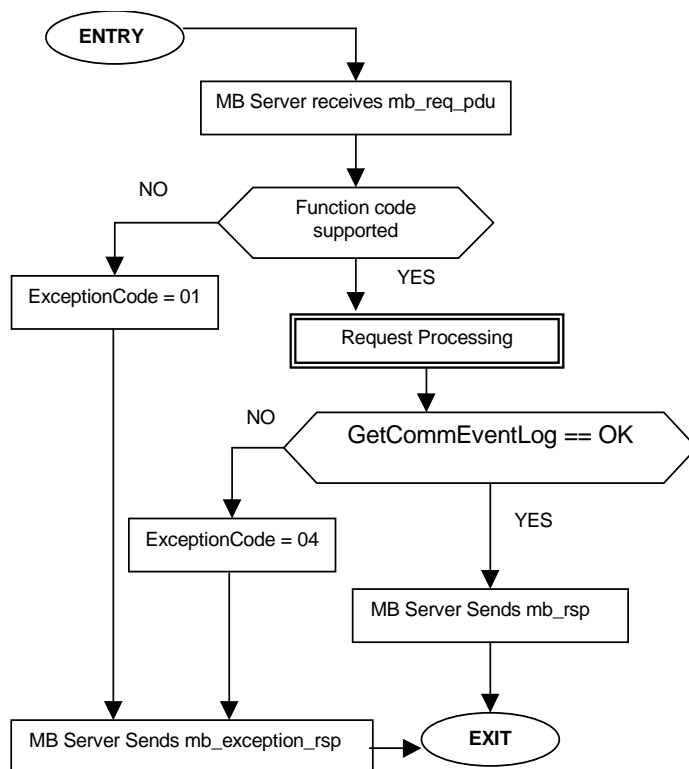 ENTRY
MB Server receives mb_req_pdu
NO
Function code
supported
YES
ExceptionCode = 01
Request Processing
NO
GetCommEventLog == OK
YES
ExceptionCode = 04
MB Server Sends mb_rsp
MB Server Sends mb_exception_rsp
EXIT